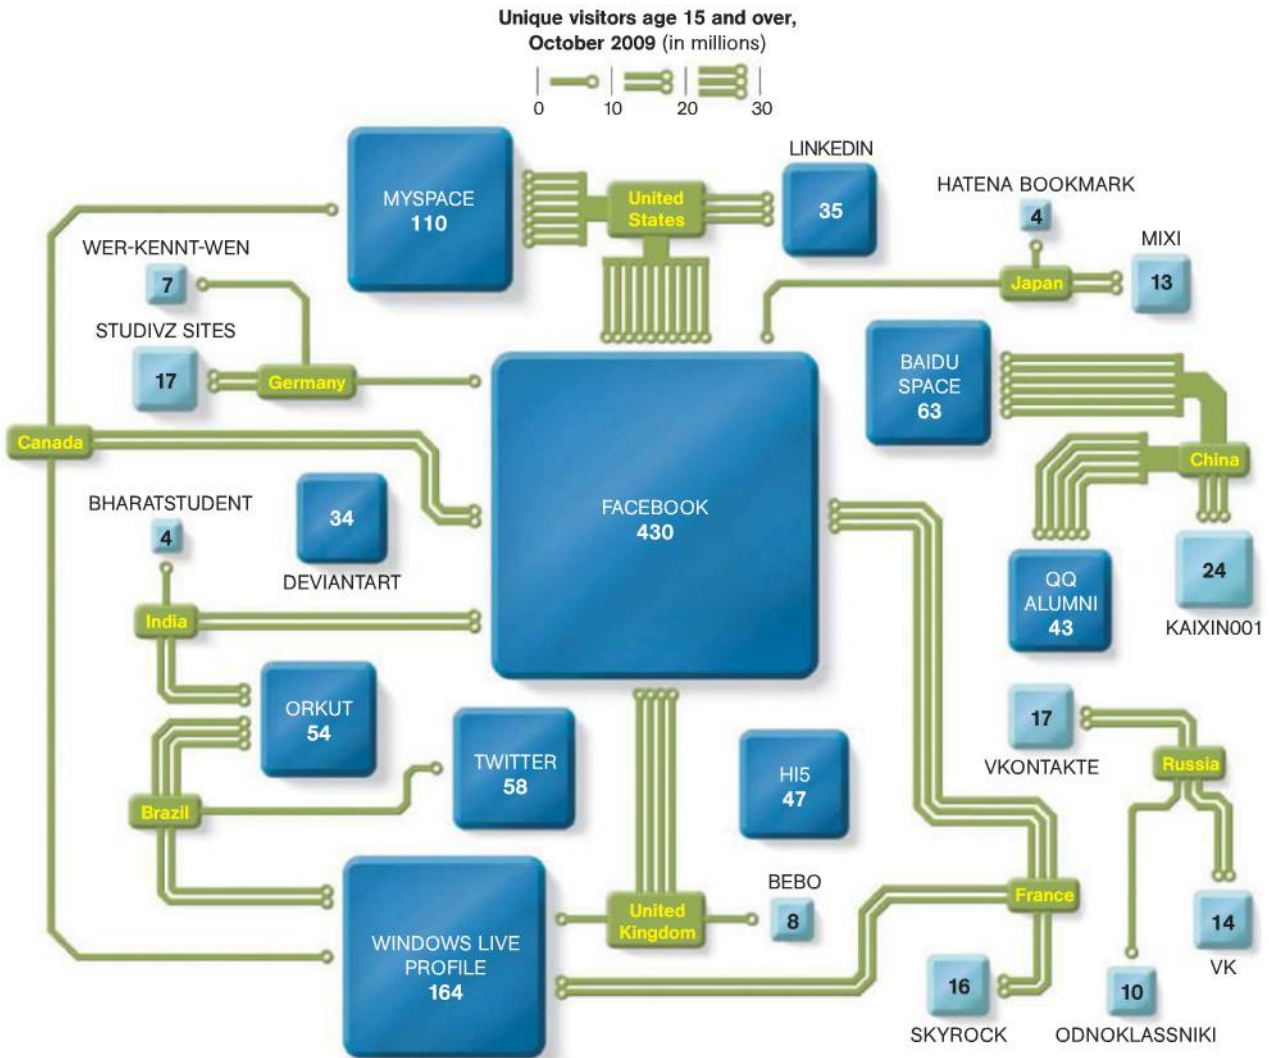 Unique visitors age 15 and over,
October 2009 (in millions)
0 10 20 30
MYSPACE
110
United
States
LINKEDIN
35
HATENA BOOKMARK
4
MIXI
13
Japan
WER-KENNT-WEN
7
STUDIVZ SITES
17
Germany
BAIDU
SPACE
63
Canada
China
BHARATSTUDENT
4
34
DEVIANTART
FACEBOOK
430
QQ
ALUMNI
43
24
KAIXIN001
India
ORKUT
54
TWITTER
58
HI5
47
17
VKONTAKTE
Russia
Brazil
WINDOWS LIVE
PROFILE
164
United
Kingdom
BEBO
8
France
14
VK
16
SKYROCK
10
ODNOKLASSNIKI